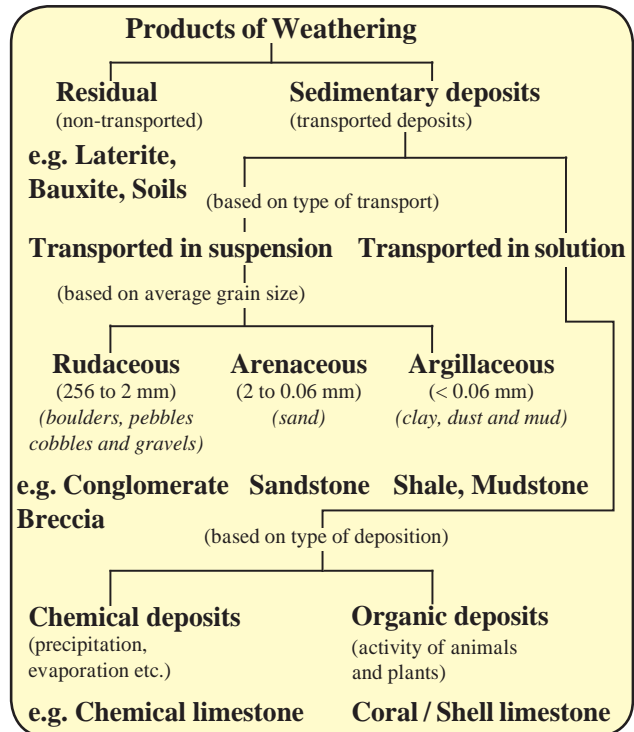 Products of Weathering
Residual Sedimentary deposits
(non-transported) (transported deposits)
e.g. Laterite,
Bauxite, Soils
(based on type of transport)
Transported in suspension Transported in solution
(based on average grain size)
Rudaceous Arenaceous Argillaceous
(256 to 2 mm) (2 to 0.06 mm) (< 0.06 mm)
(boulders, pebbles (sand) (clay, dust and mud)
cobbles and gravels)
e.g. Conglomerate Sandstone Shale, Mudstone
Breccia
(based on type of deposition)
Chemical deposits Organic deposits
(precipitation, (activity of animals
evaporation etc.) and plants)
e.g. Chemical limestone Coral / Shell limestone